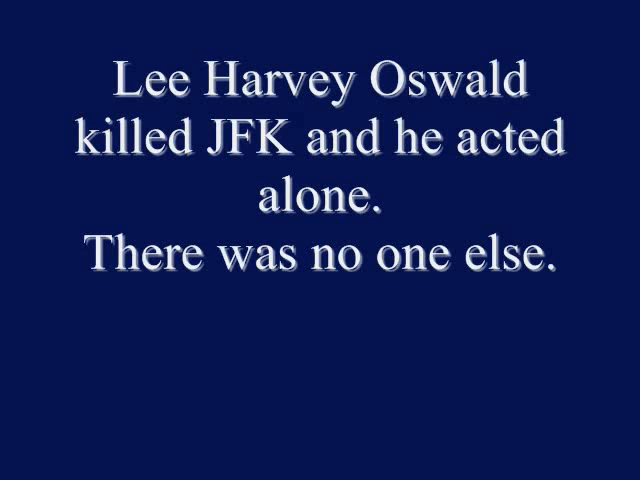 Lee Harvey Oswald
killed JFK and he acted
alone.
There was no one else.